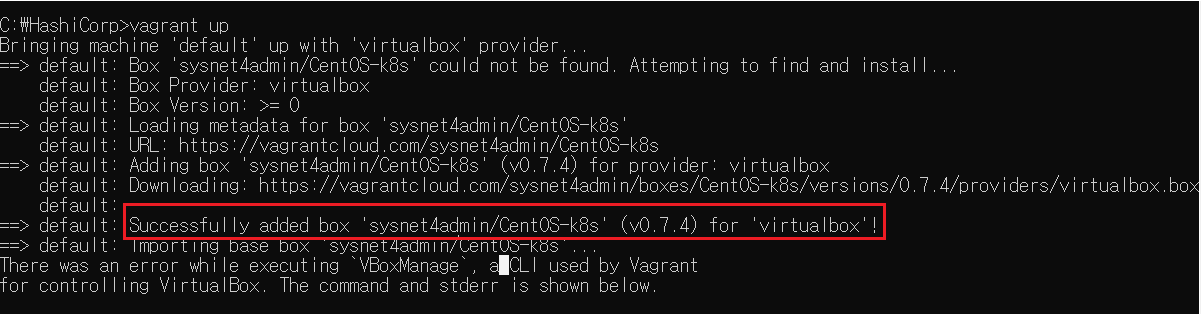 C:₩HashiCorp>vagrant up
Bringing machine 'default' up with 'virtualbox' provider...
==> default: Box 'sysnet4admin/CentOS-k8s' could not be found. Attempting to find and install...
default: Box Provider: virtualbox
default: Box Version: >= 0
==> default: Loading metadata for box 'sysnet4admin/CentOS-k8s'
default: URL: https://vagrantcloud.com/sysnet4admin/CentOS-k8s
==> default: Adding box 'sysnet4admin/CentOS-k8s' (v0.7.4) for provider: virtualbox
default: Downloading: https://vagrantcloud.com/sysnet4admin/boxes/CentOS-k8s/versions/0.7.4/providers/virtualbox.box
default:
==> default: Successfully added box 'sysnet4admin/CentOS-k8s' (v0.7.4) for 'virtualbox'!
==> default: Importing base box 'sysnet4admin/CentOS-k8s'...
There was an error while executing `VBoxManage`, a CLI used by Vagrant
for controlling VirtualBox. The command and stderr is shown below.